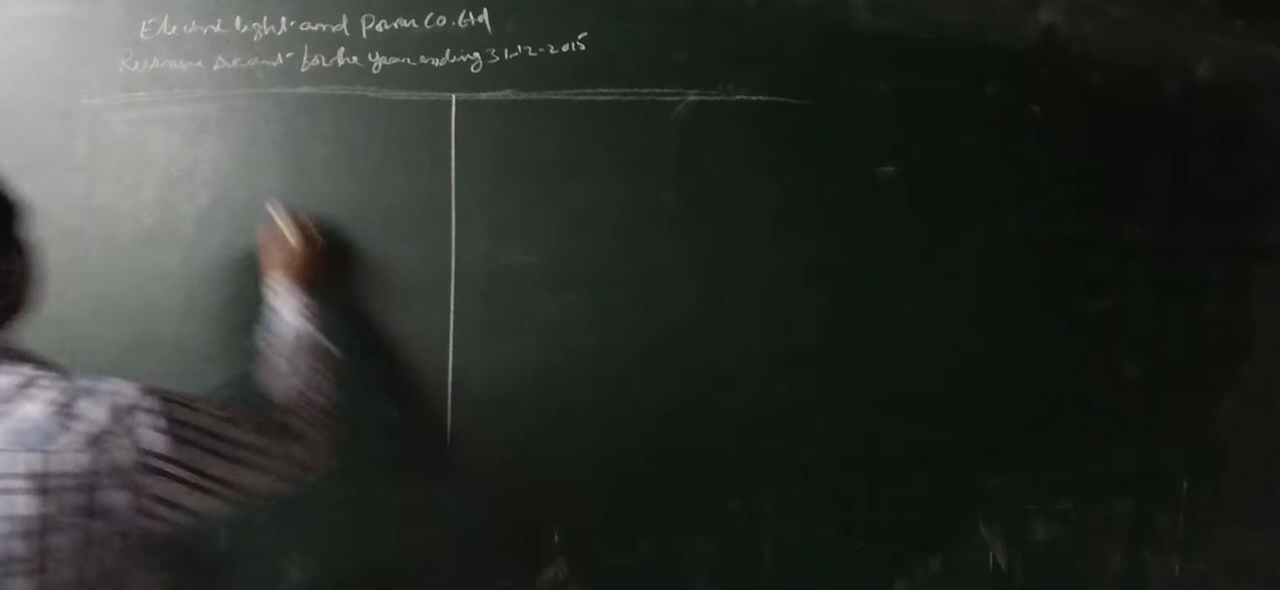 Electric light and Power Co. Ltd
Revenue Account for the year ending 31-12-2015